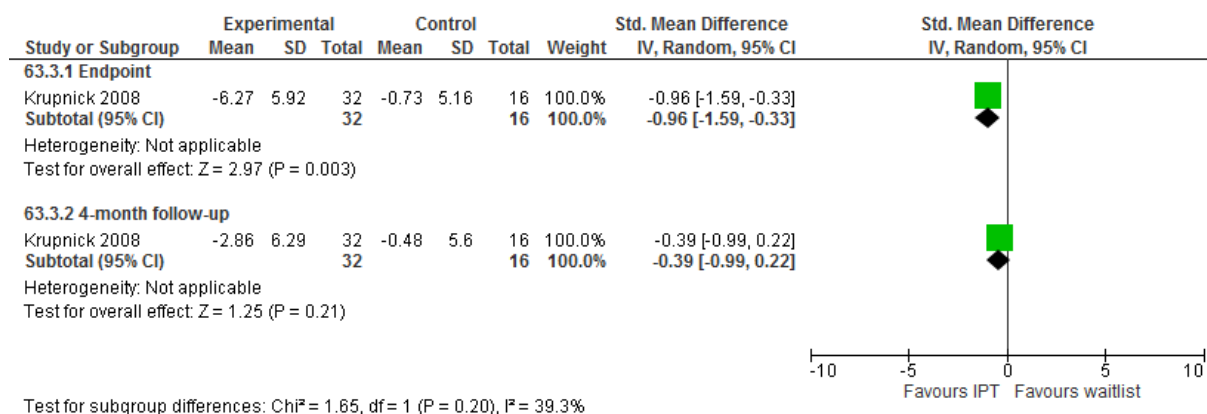 Experimental Control Std. Mean Difference Std. Mean Difference
Study or Subgroup Mean SD Total Mean SD Total Weight IV, Random, 95% CI IV, Random, 95% CI
63.3.1 Endpoint
Krupnick 2008 -6.27 5.92 32 -0.73 5.16 16 100.0% -0.96 [-1.59, -0.33]
Subtotal (95% CI) 32 16 100.0% -0.96 [-1.59, -0.33]
Heterogeneity: Not applicable
Test for overall effect: Z = 2.97 (P = 0.003)
63.3.2 4-month follow-up
Krupnick 2008 -2.86 6.29 32 -0.48 5.6 16 100.0% -0.39 [-0.99, 0.22]
Subtotal (95% CI) 32 16 100.0% -0.39 [-0.99, 0.22]
Heterogeneity: Not applicable
Test for overall effect: Z = 1.25 (P = 0.21)
-10 -5 0 5 10
Favours IPT Favours waitlist
Test for subgroup differences: Chi² = 1.65, df = 1 (P = 0.20), I² = 39.3%